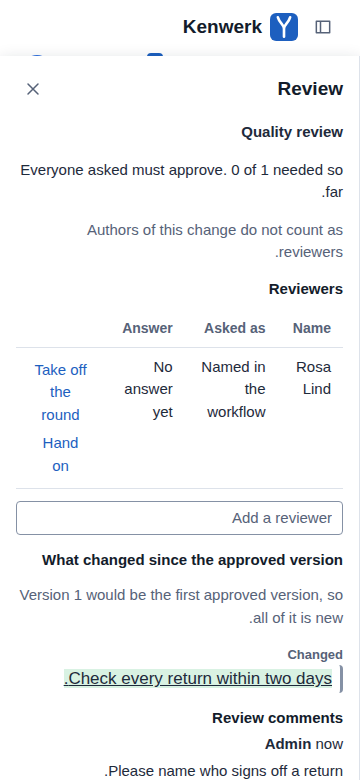 Kenwerk
Review
Quality review
Everyone asked must approve. 0 of 1 needed so
far.
Authors of this change do not count as
reviewers.
Reviewers
Name Asked as Answer
Rosa Lind Named in the workflow No answer yet Take off the round
Hand on
Add a reviewer
What changed since the approved version
Version 1 would be the first approved version, so
all of it is new.
Changed
Check every return within two days.
Review comments
Admin now
Please name who signs off a return.